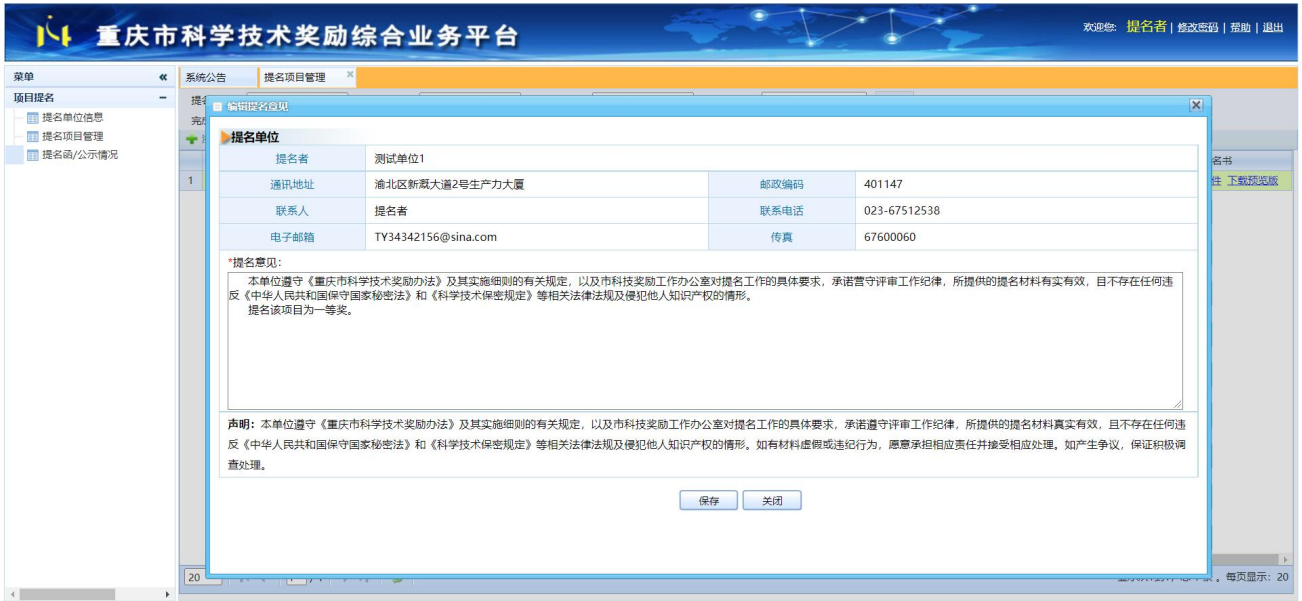 重庆市科学技术奖励综合业务平台
欢迎您: 提名者 | 修改密码 | 帮助 | 退出
菜单
系统公告
提名项目管理
项目提名
提名单位信息
提名项目管理
提名函/公示情况
编辑提名意见
提名单位
提名者 测试单位1
通讯地址 渝北区新溉大道2号生产力大厦 邮政编码 401147
联系人 提名者 联系电话 023-67512538
电子邮箱 TY34342156@sina.com 传真 67600060
*提名意见:
本单位遵守《重庆市科学技术奖励办法》及其实施细则的有关规定，以及市科技奖励工作办公室对提名工作的具体要求，承诺营守评审工作纪律，所提供的提名材料有实有效，且不存在任何违
反《中华人民共和国保守国家秘密法》和《科学技术保密规定》等相关法律法规及侵犯他人知识产权的情形。
提名该项目为一等奖。
声明：本单位遵守《重庆市科学技术奖励办法》及其实施细则的有关规定，以及市科技奖励工作办公室对提名工作的具体要求，承诺遵守评审工作纪律，所提供的提名材料真实有效，且不存在任何违
反《中华人民共和国保守国家秘密法》和《科学技术保密规定》等相关法律法规及侵犯他人知识产权的情形。如有材料虚假或违纪行为，愿意承担相应责任并接受相应处理。如产生争议，保证积极调
查处理。
保存 关闭
名书
1 件 下载预览版
20 每页显示: 20